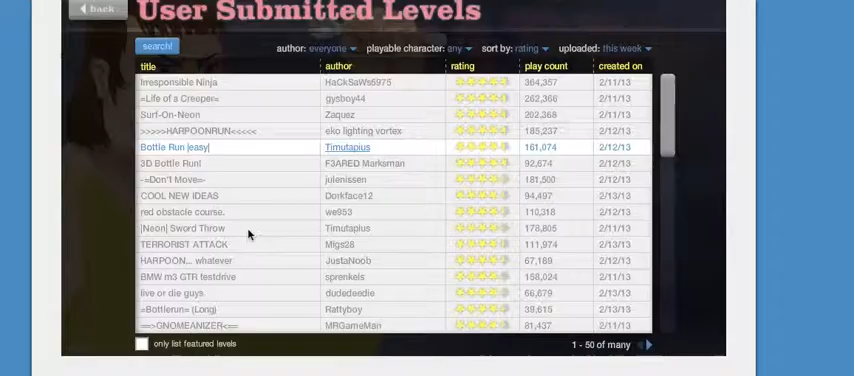 back
User Submitted Levels
search! author: everyone playable character: any sort by: rating uploaded: this week
title author rating play count created on
Irresponsible Ninja HaCkSaWs5975 364,357 2/11/13
=Life of a Creeper= gysboy44 262,366 2/11/13
Surf-On-Neon Zaquez 202,368 2/11/13
>>>>>HARPOONRUN<<<<< eko lighting vortex 185,237 2/12/13
Bottle Run |easy| Timutapius 161,074 2/12/13
3D Bottle Run! F3ARED Marksman 92,674 2/12/13
-=Don't Move=- julenissen 181,500 2/12/13
COOL NEW IDEAS Dorkface12 94,497 2/13/13
red obstacle course. we953 110,318 2/12/13
|Neon| Sword Throw Timutapius 178,805 2/11/13
TERRORIST ATTACK Migs28 111,974 2/13/13
HARPOON... whatever JustaNoob 67,189 2/12/13
BMW m3 GTR testdrive sprenkels 158,024 2/11/13
live or die guys dudedeedie 66,679 2/13/13
=Bottlerun= (Long) Rattyboy 39,615 2/13/13
==>GNOMEANIZER<== MRGameMan 81,437 2/11/13
only list featured levels 1 - 50 of many